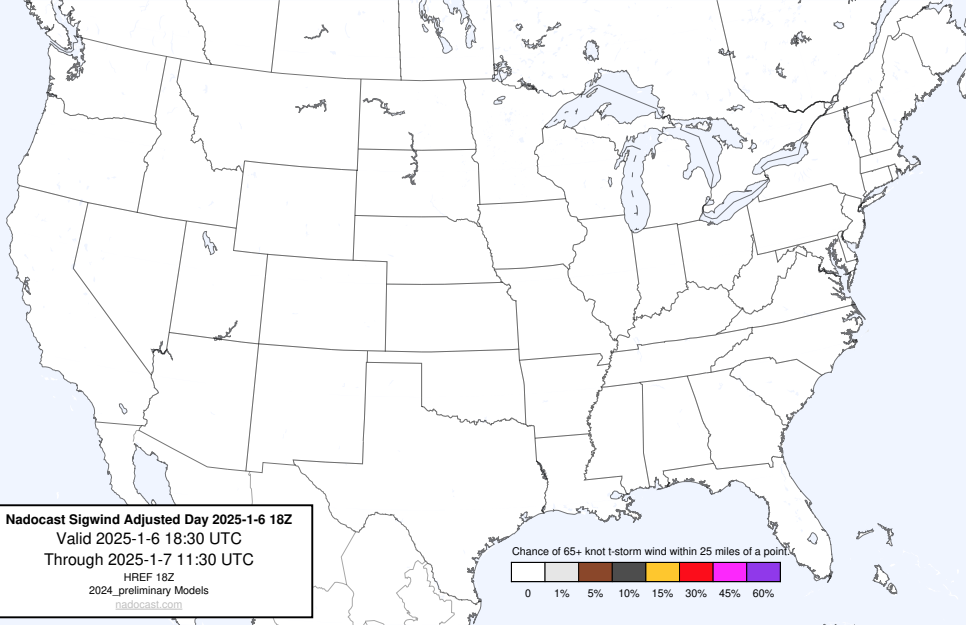 Nadocast Sigwind Adjusted Day 2025-1-6 18Z
Valid 2025-1-6 18:30 UTC
Through 2025-1-7 11:30 UTC
HREF 18Z
2024_preliminary Models
nadocast.com
Chance of 65+ knot t-storm wind within 25 miles of a point.
0 1% 5% 10% 15% 30% 45% 60%